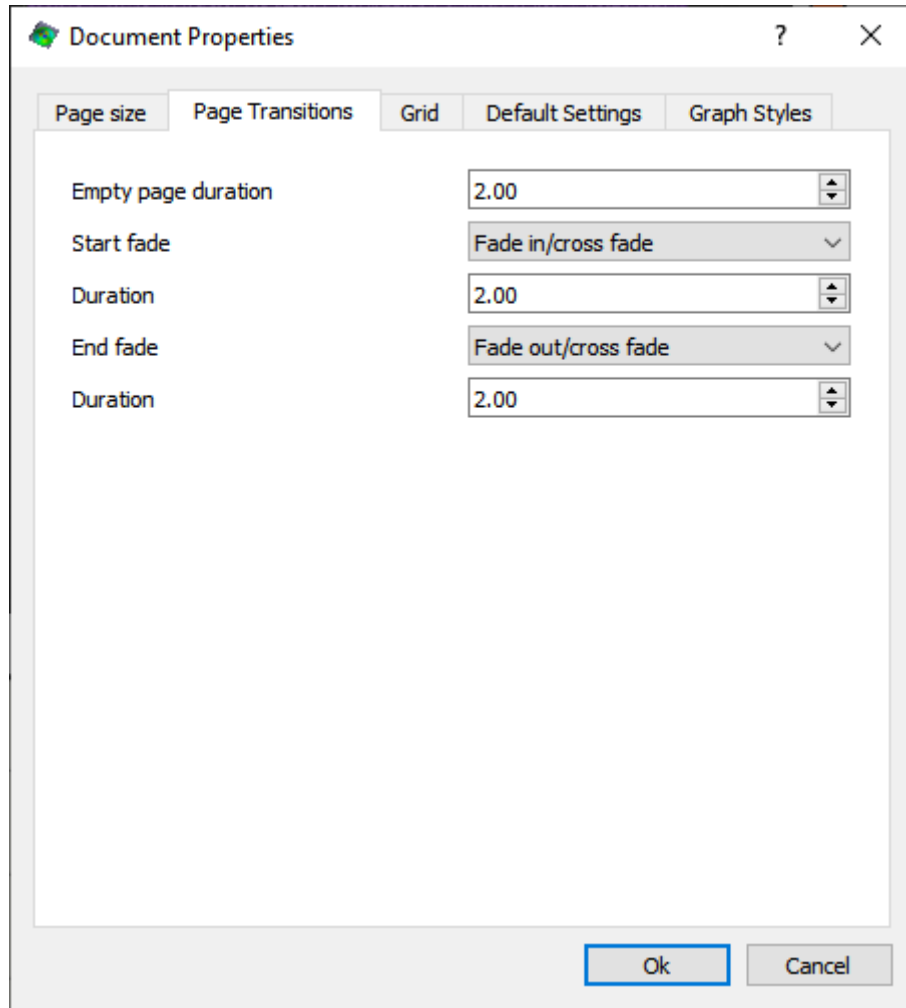 Document Properties ?
Page size Page Transitions Grid Default Settings Graph Styles
Empty page duration 2.00
Start fade Fade in/cross fade
Duration 2.00
End fade Fade out/cross fade
Duration 2.00
Ok Cancel